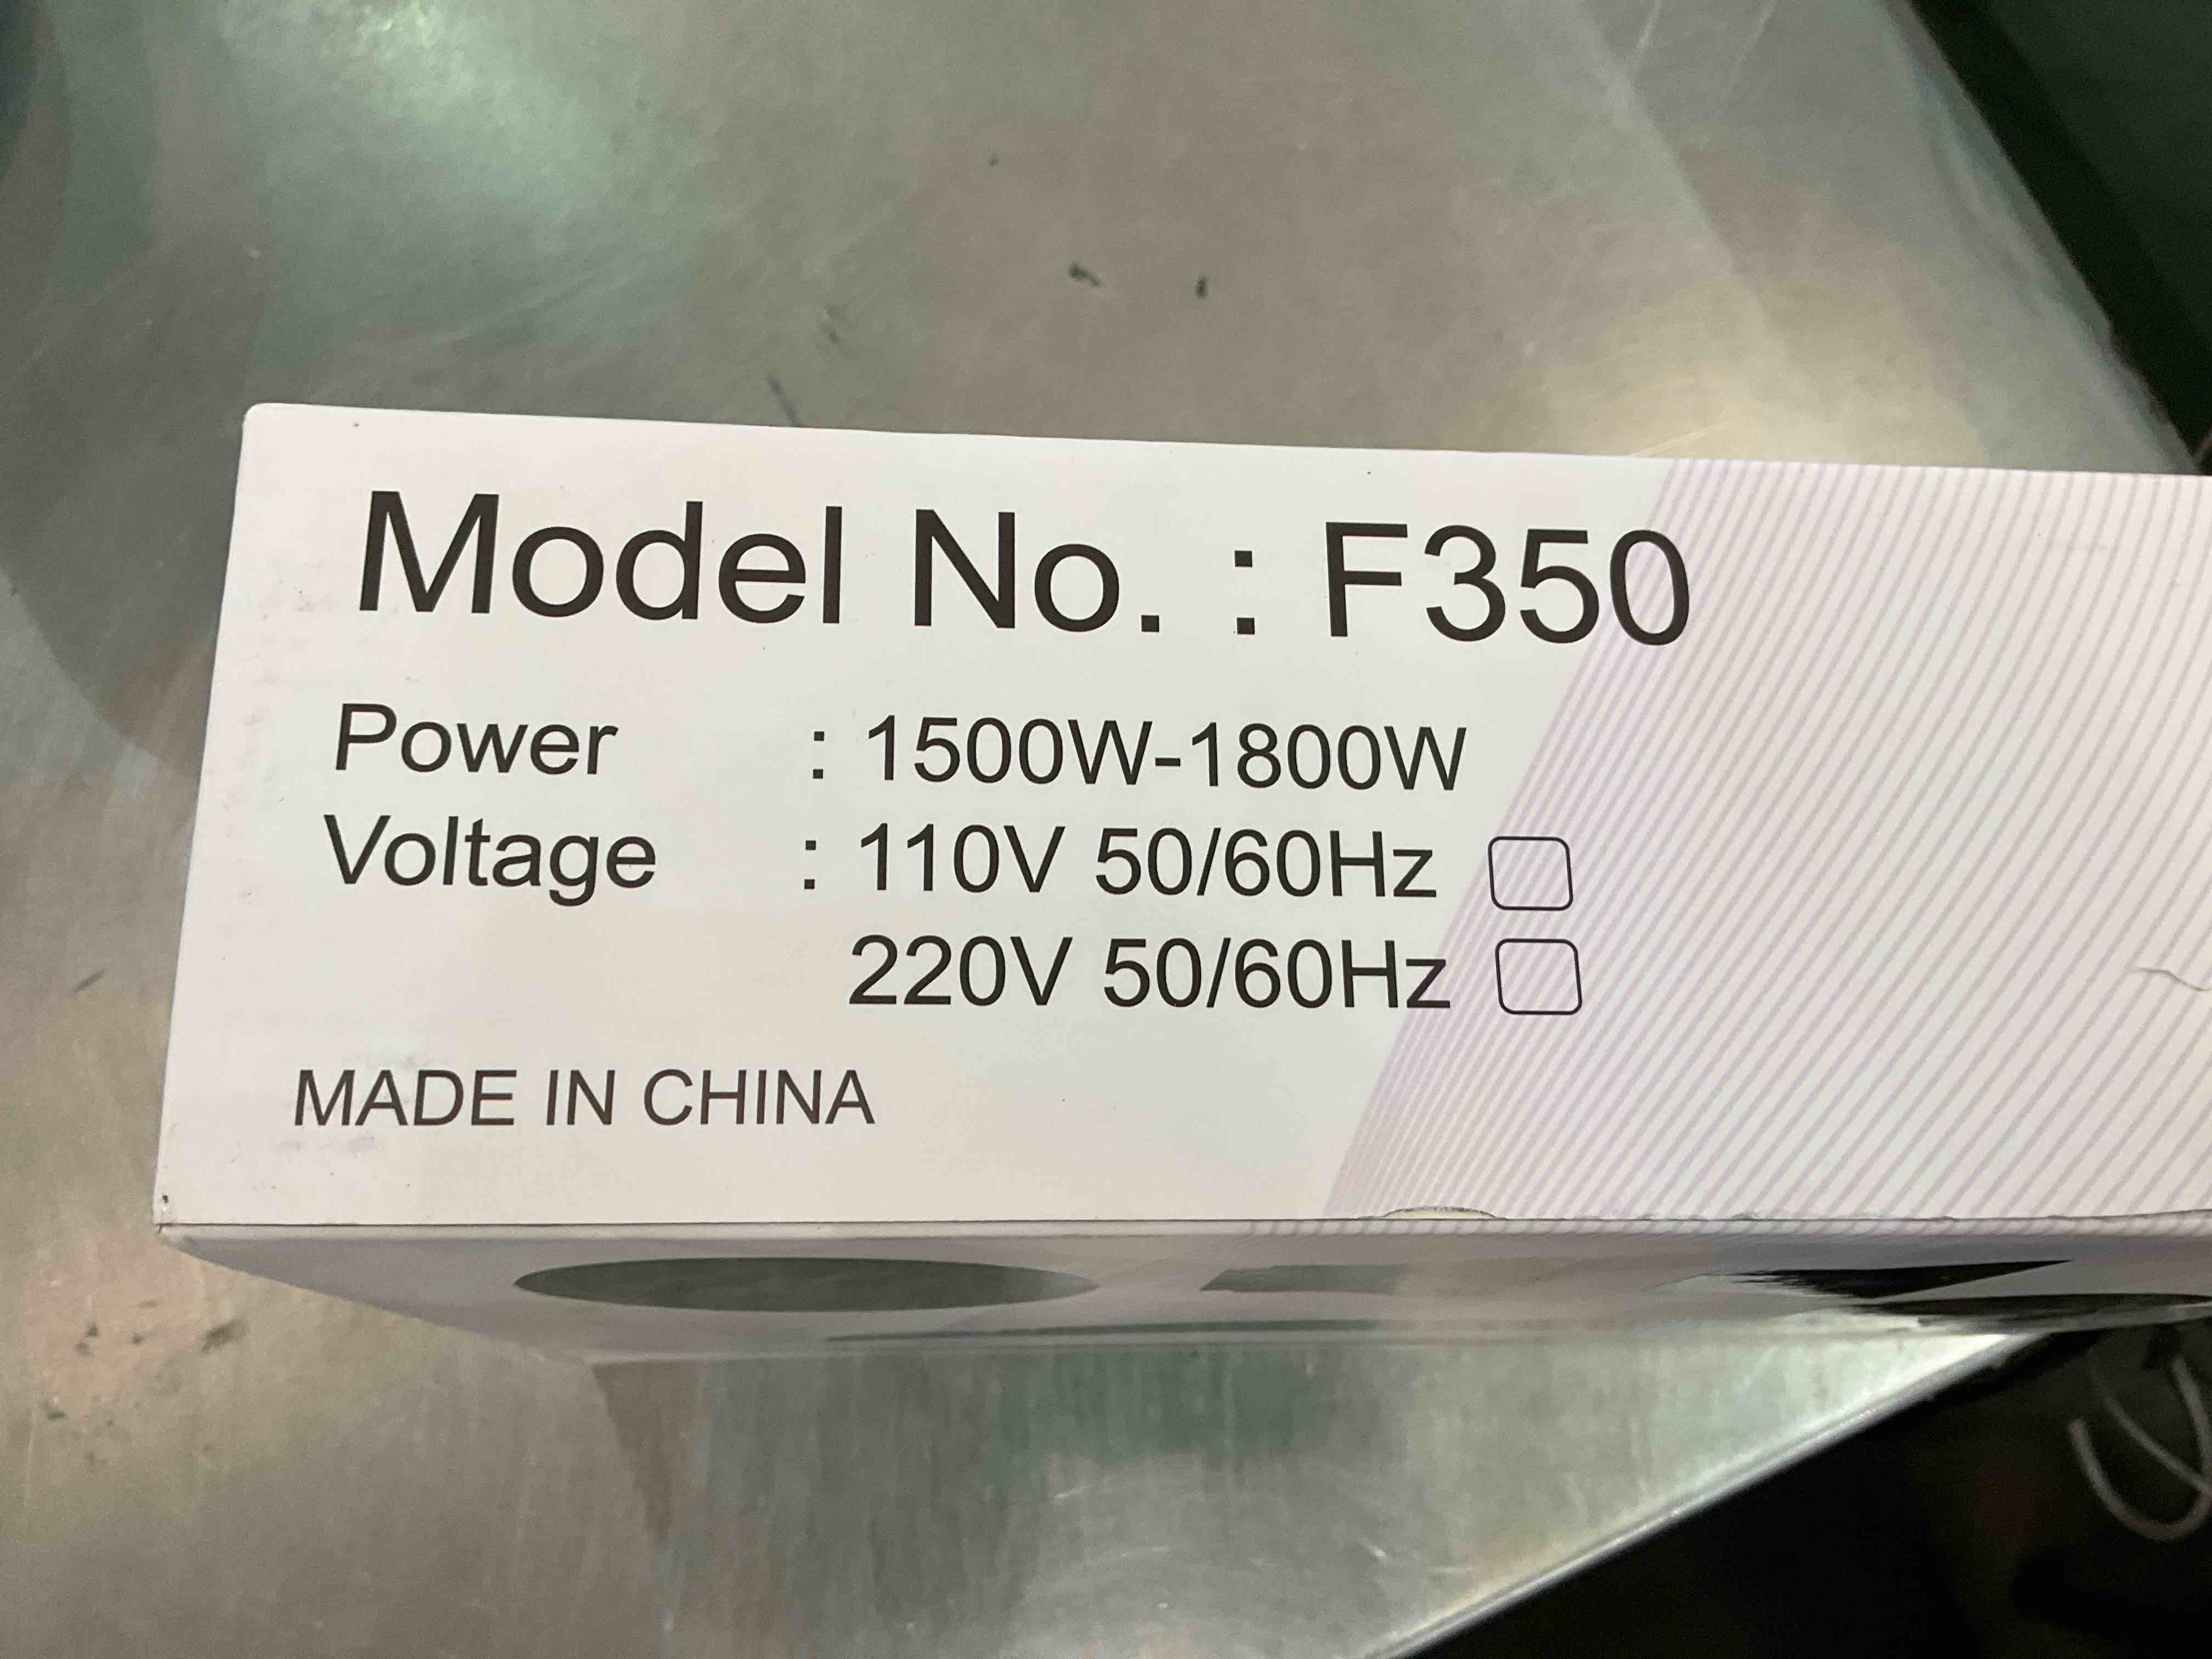 Model No. : F350
Power : 1500W-1800W
Voltage : 110V 50/60Hz
220V 50/60Hz
MADE IN CHINA